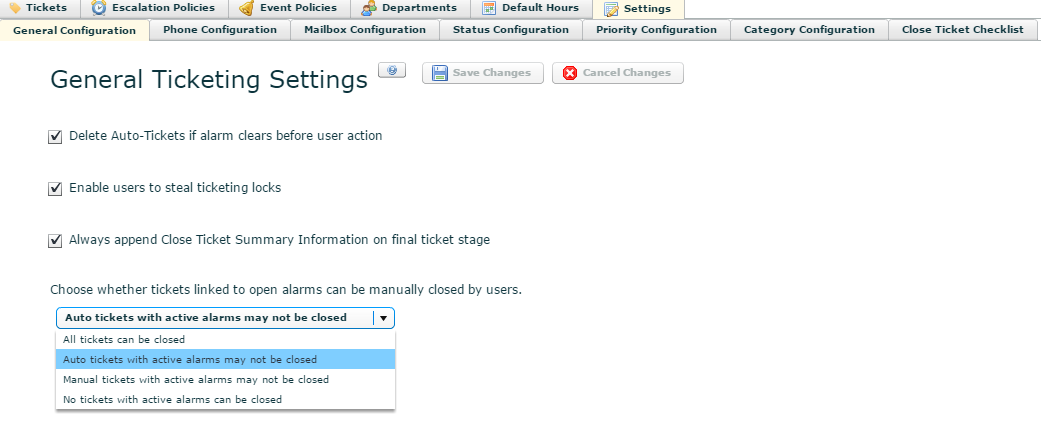 Tickets Escalation Policies Event Policies Departments Default Hours Settings
General Configuration Phone Configuration Mailbox Configuration Status Configuration Priority Configuration Category Configuration Close Ticket Checklist
General Ticketing Settings Save Changes Cancel Changes
Delete Auto-Tickets if alarm clears before user action
Enable users to steal ticketing locks
Always append Close Ticket Summary Information on final ticket stage
Choose whether tickets linked to open alarms can be manually closed by users.
Auto tickets with active alarms may not be closed
All tickets can be closed
Auto tickets with active alarms may not be closed
Manual tickets with active alarms may not be closed
No tickets with active alarms can be closed